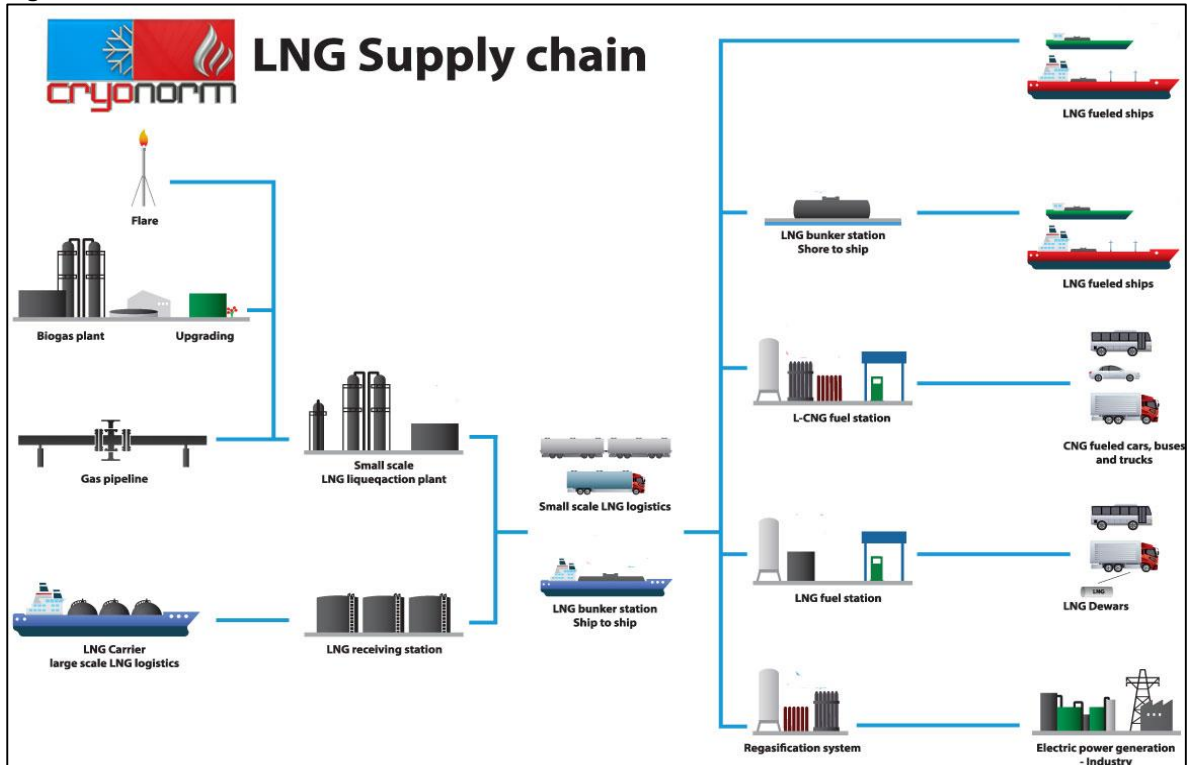 cryonorm
LNG Supply chain
LNG fueled ships
Flare
LNG bunker station
Shore to ship
LNG fueled ships
Biogas plant
Upgrading
L-CNG fuel station
CNG fueled cars, buses
and trucks
Gas pipeline
Small scale
LNG liqueqaction plant
Small scale LNG logistics
LNG fuel station
LNG
LNG Dewars
LNG Carrier
large scale LNG logistics
LNG receiving station
LNG bunker station
Ship to ship
Regasification system
Electric power generation
- Industry